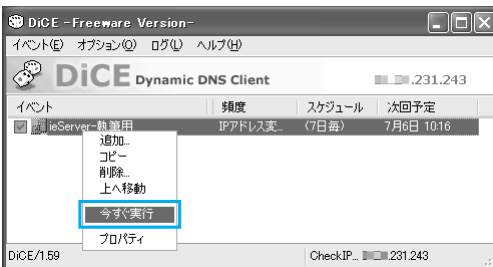 DiCE -Freeware Version-
イベント(E) オプション(O) ログ(L) ヘルプ(H)
DiCE Dynamic DNS Client .231.243
イベント 頻度 スケジュール 次回予定
ieServer-執筆用 IPアドレス変... (7日毎) 7月6日 10:16
追加...
コピー
削除...
上へ移動
今すぐ実行
プロパティ
DiCE/1.59 CheckIP... .231.243